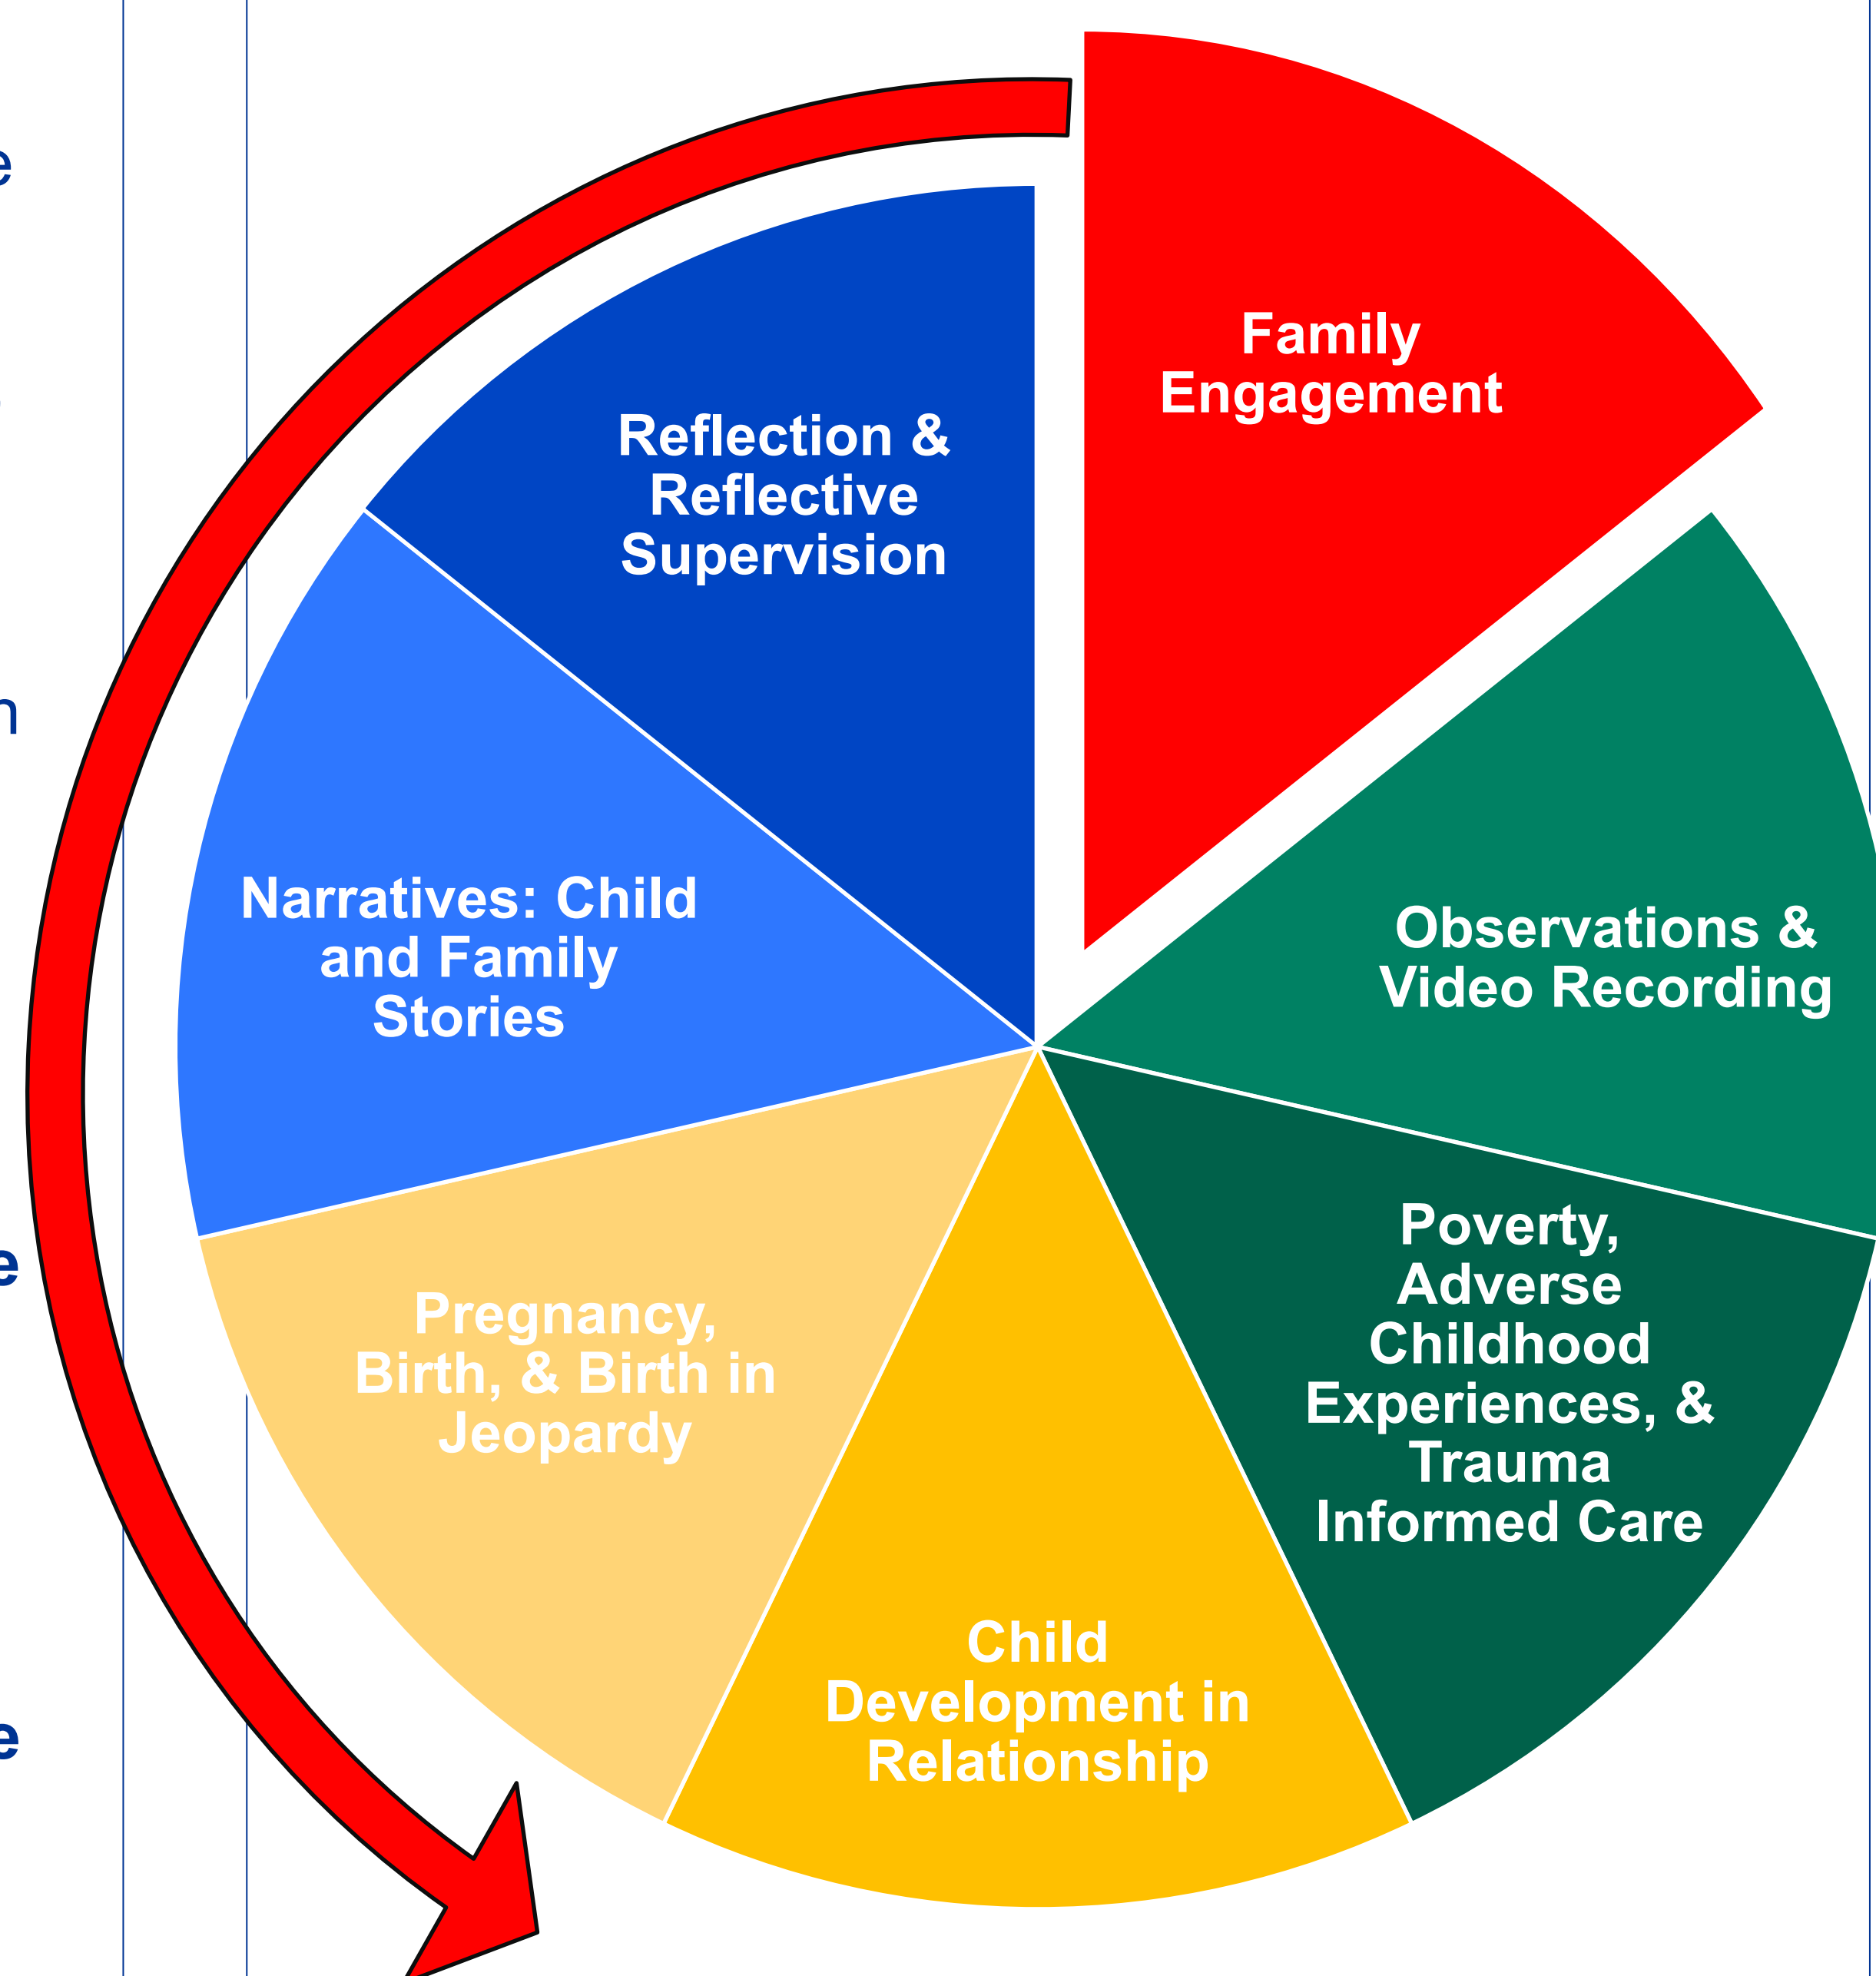 Family
Engagement
Observations &
Video Recording
Poverty,
Adverse
Childhood
Experiences, &
Trauma
Informed Care
Child
Development in
Relationship
Pregnancy,
Birth, & Birth in
Jeopardy
Narratives: Child
and Family
Stories
Reflection &
Reflective
Supervision